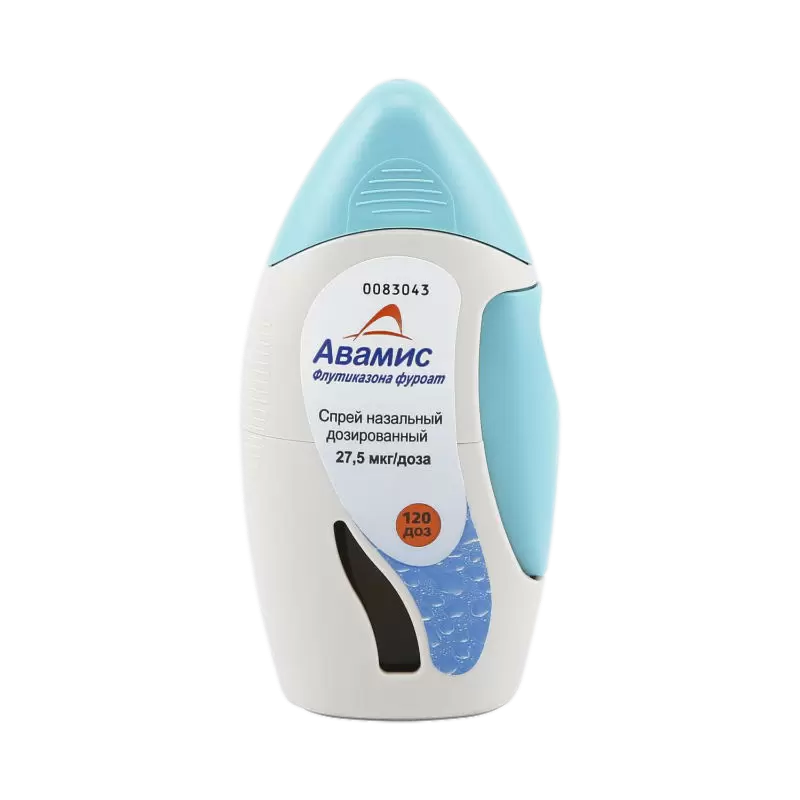 0083043
Авамис
Флутиказона фуроат
Спрей назальный
дозированный
27,5 мкг/доза
120
доз